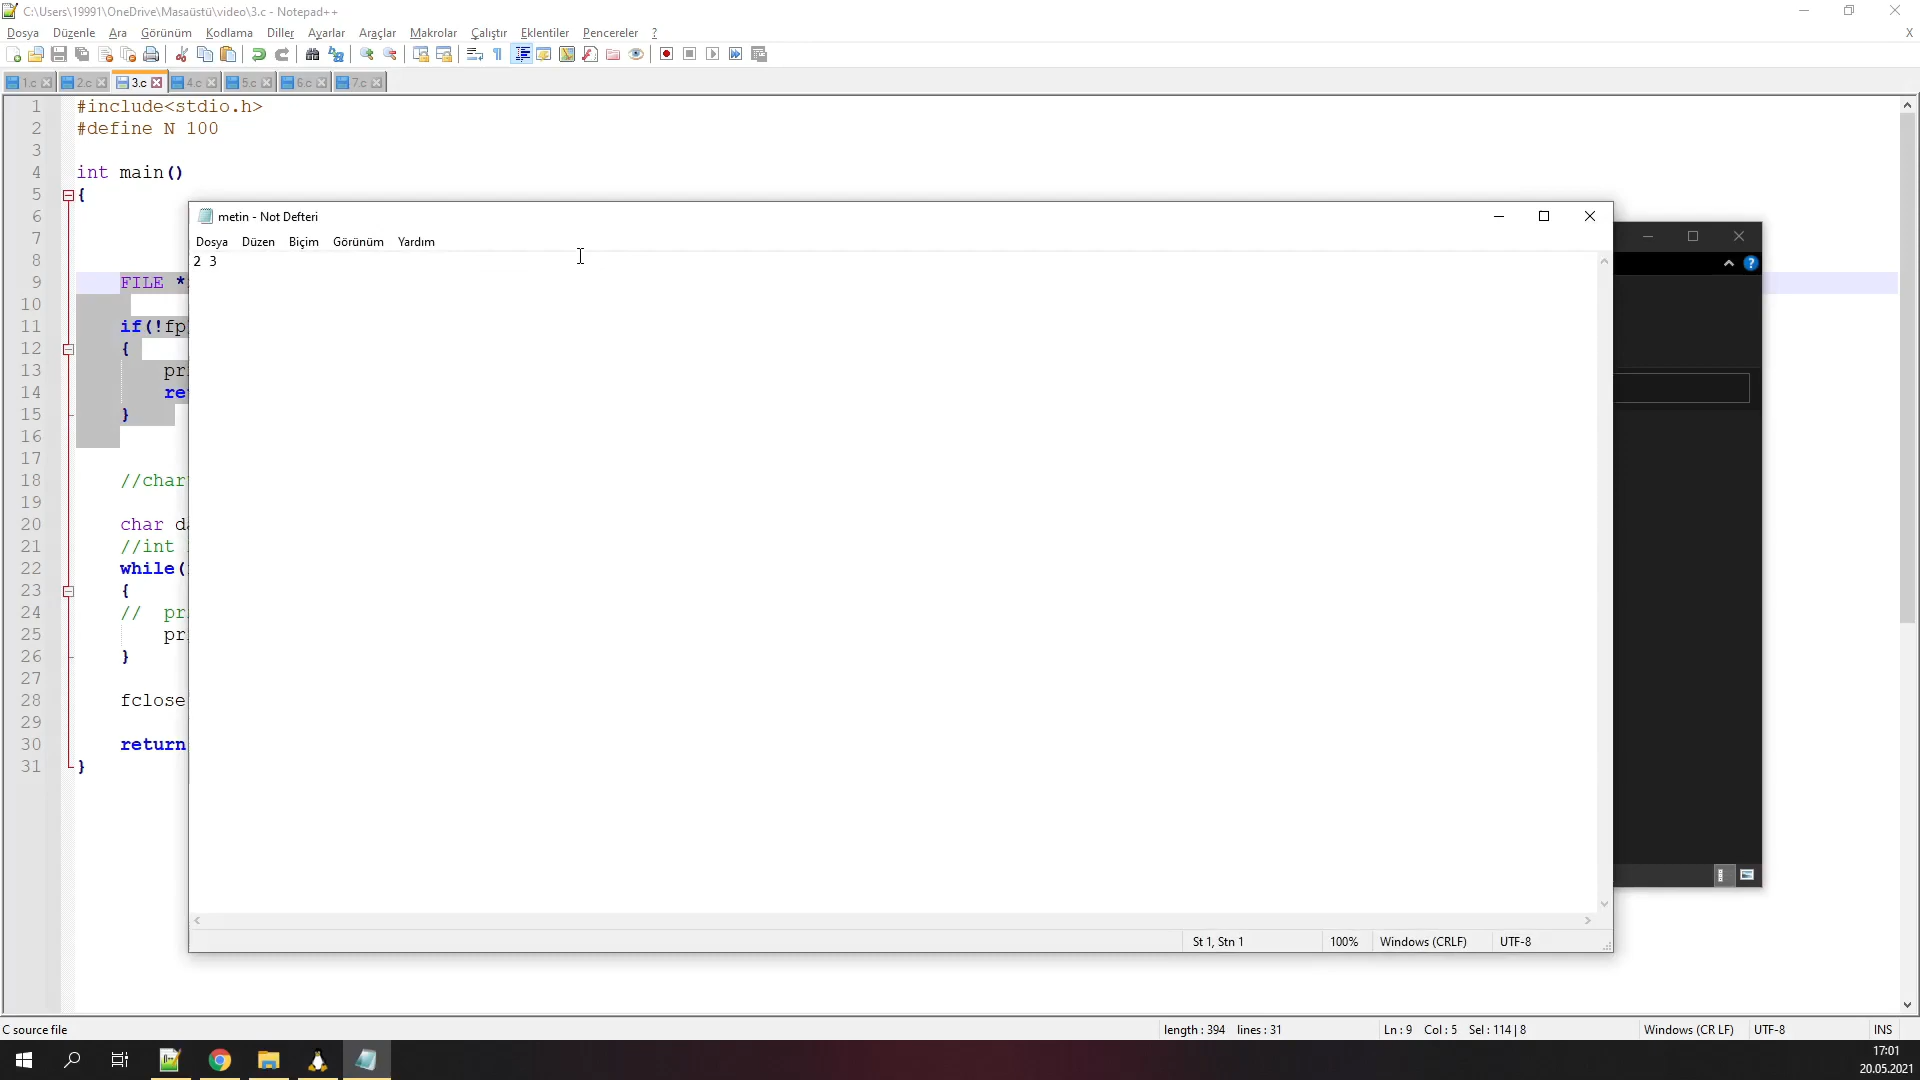 C:\Users\19991\OneDrive\Masaüstü\video\3.c - Notepad++
Dosya Düzenle Ara Görünüm Kodlama Diller Ayarlar Araçlar Makrolar Çalıştır Eklentiler Pencereler ? X
1.c 2.c 3.c 4.c 5.c 6.c 7.c
1 #include<stdio.h>
2 #define N 100
3
4 int main()
5 {
6
7
8
9 FILE *
10
11 if(!fp
12 {
13 pr
14 re
15 }
16
17
18 //char
19
20 char d
21 //int
22 while(
23 {
24 // pr
25 pr
26 }
27
28 fclose
29
30 return
31 }
metin - Not Defteri
Dosya Düzen Biçim Görünüm Yardım
2 3
St 1, Stn 1 100% Windows (CRLF) UTF-8
C source file length : 394 lines : 31 Ln : 9 Col : 5 Sel : 114 | 8 Windows (CR LF) UTF-8 INS
17:01
20.05.2021